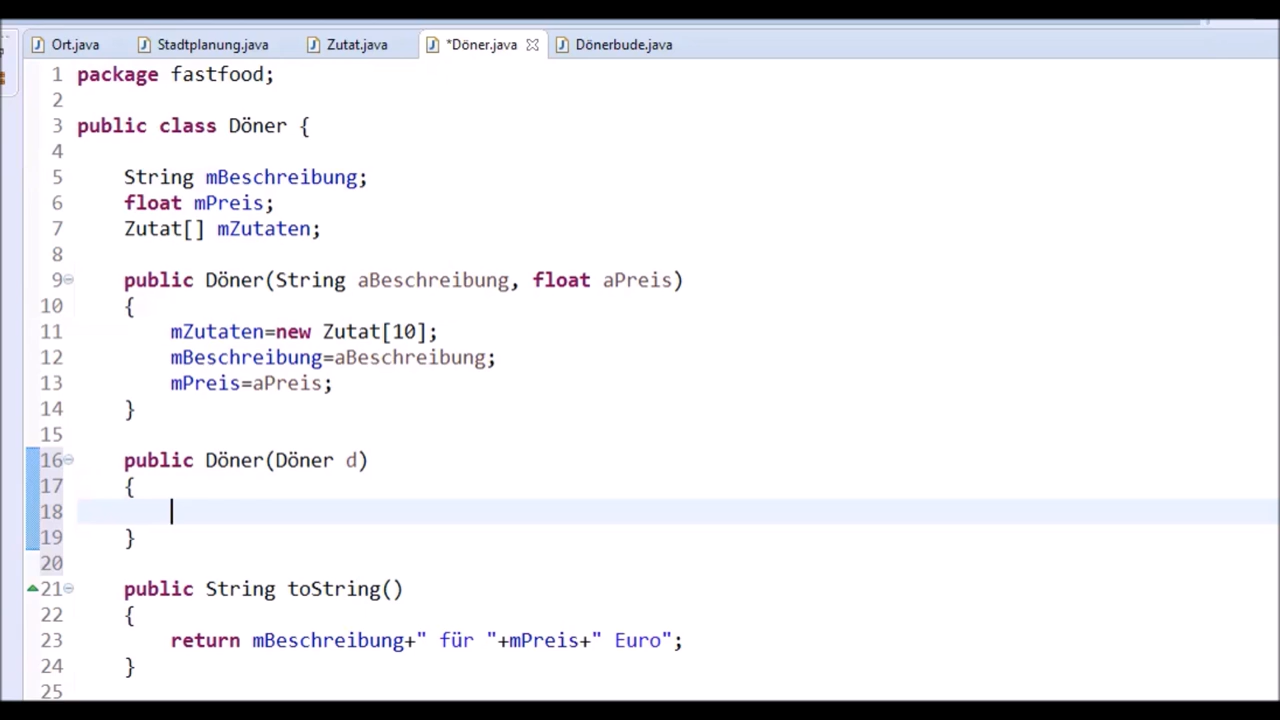 Ort.java Stadtplanung.java Zutat.java *Döner.java Dönerbude.java
1 package fastfood;
2
3 public class Döner {
4
5 String mBeschreibung;
6 float mPreis;
7 Zutat[] mZutaten;
8
9 public Döner(String aBeschreibung, float aPreis)
10 {
11 mZutaten=new Zutat[10];
12 mBeschreibung=aBeschreibung;
13 mPreis=aPreis;
14 }
15
16 public Döner(Döner d)
17 {
18
19 }
20
21 public String toString()
22 {
23 return mBeschreibung+" für "+mPreis+" Euro";
24 }
25